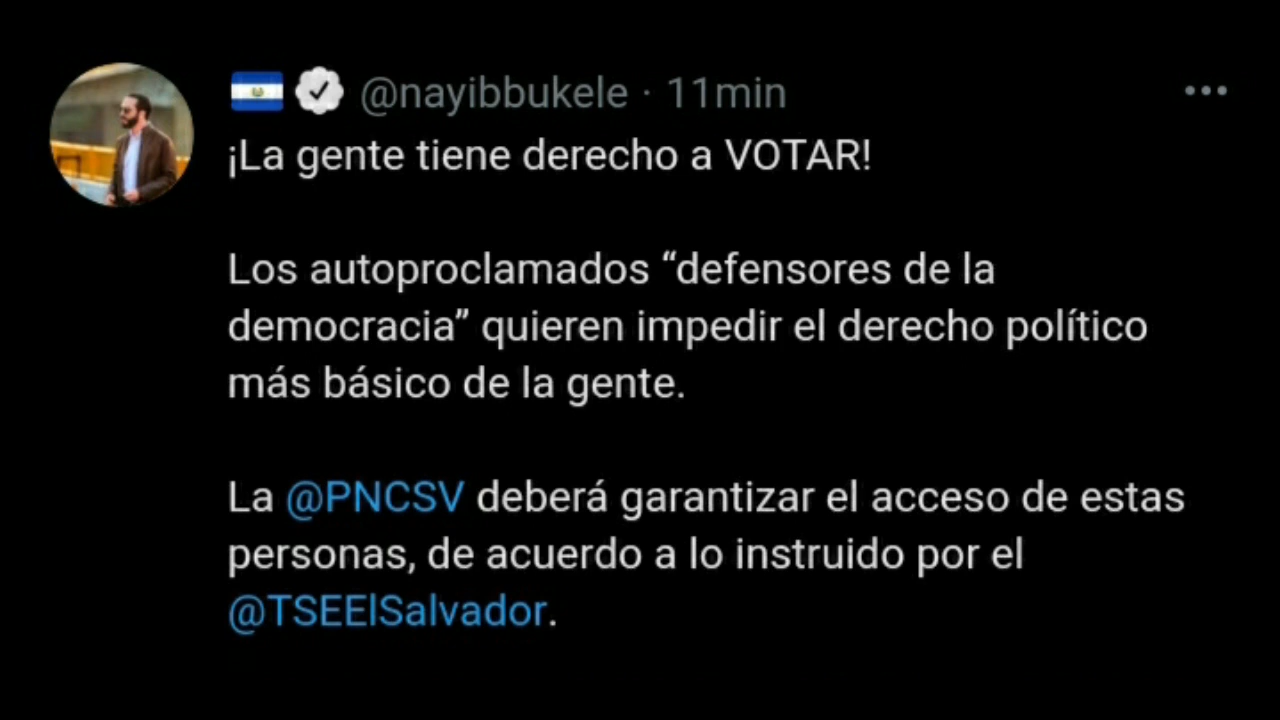 @nayibbukele · 11min
¡La gente tiene derecho a VOTAR!
Los autoproclamados “defensores de la
democracia” quieren impedir el derecho político
más básico de la gente.
La @PNCSV deberá garantizar el acceso de estas
personas, de acuerdo a lo instruido por el
@TSEElSalvador.